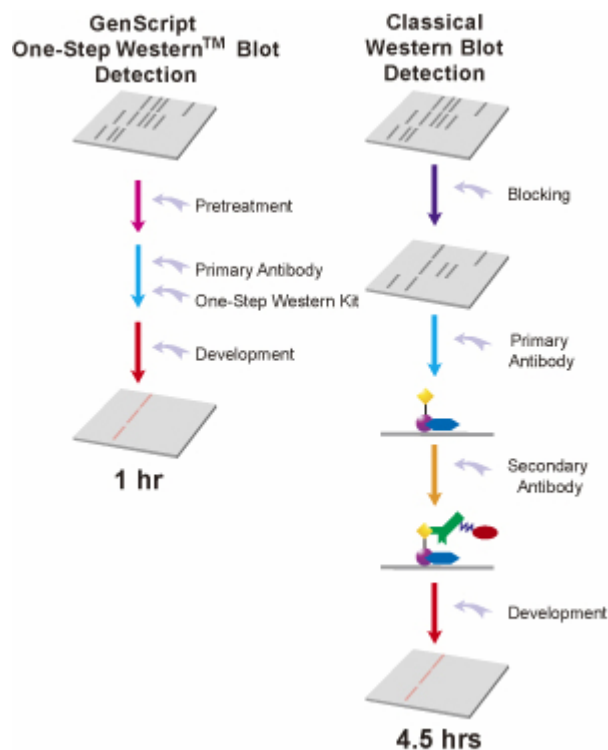 GenScript
One-Step Western™ Blot
Detection
Pretreatment
Primary Antibody
One-Step Western Kit
Development
1 hr
Classical
Western Blot
Detection
Blocking
Primary
Antibody
Secondary
Antibody
Development
4.5 hrs